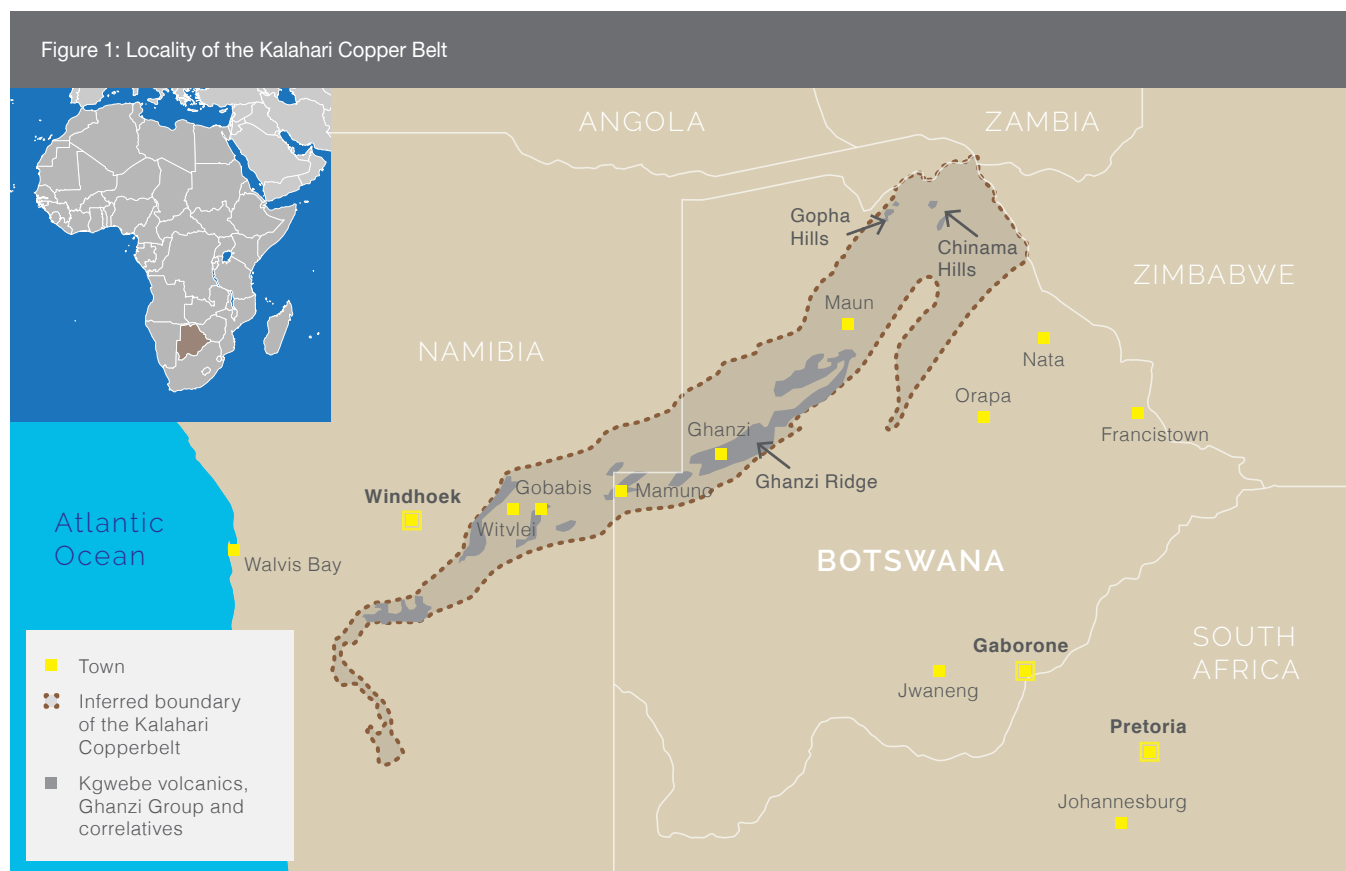 Figure 1: Locality of the Kalahari Copper Belt
ANGOLA
ZAMBIA
Gopha
Hills
Chinama
Hills
ZIMBABWE
Maun
NAMIBIA
Nata
Orapa
Ghanzi
Francistown
Ghanzi Ridge
Gobabis
Mamuno
Windhoek
Witvlei
Atlantic
Ocean
Walvis Bay
BOTSWANA
SOUTH
AFRICA
Gaborone
Jwaneng
Pretoria
Johannesburg
Town
Inferred boundary
of the Kalahari
Copperbelt
Kgwebe volcanics,
Ghanzi Group and
correlatives